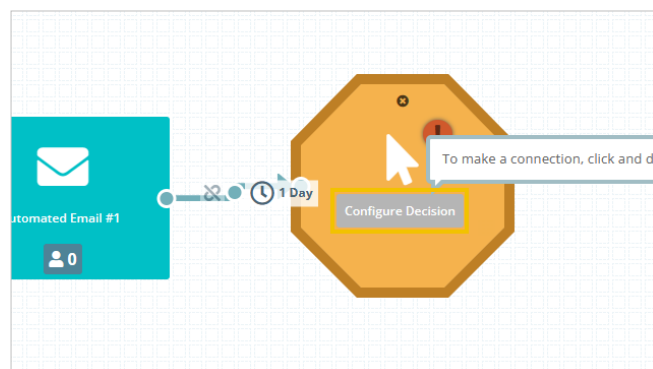 To make a connection, click and d
1 Day
Configure Decision
utomated Email #1
0